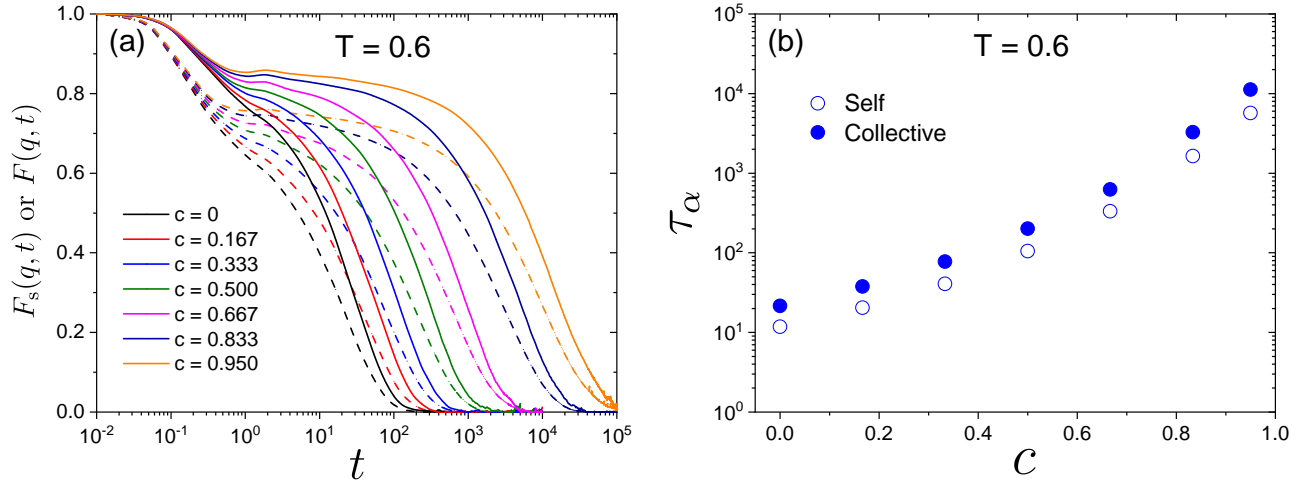 (a)
T = 0.6
F_s(q, t) or F(q, t)
1.0
0.8
0.6
0.4
0.2
0.0
c = 0
c = 0.167
c = 0.333
c = 0.500
c = 0.667
c = 0.833
c = 0.950
10⁻² 10⁻¹ 10⁰ 10¹ 10² 10³ 10⁴ 10⁵
t
(b)
T = 0.6
τ_α
10⁵
10⁴
10³
10²
10¹
10⁰
Self
Collective
0.0 0.2 0.4 0.6 0.8 1.0
c